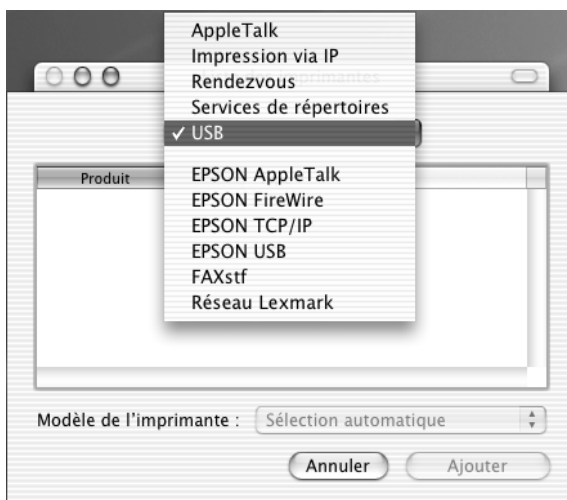 AppleTalk
Impression via IP
Rendezvous
Services de répertoires
✓ USB
EPSON AppleTalk
EPSON FireWire
EPSON TCP/IP
EPSON USB
FAXstf
Réseau Lexmark
Produit
Modèle de l'imprimante :
Sélection automatique
Annuler
Ajouter